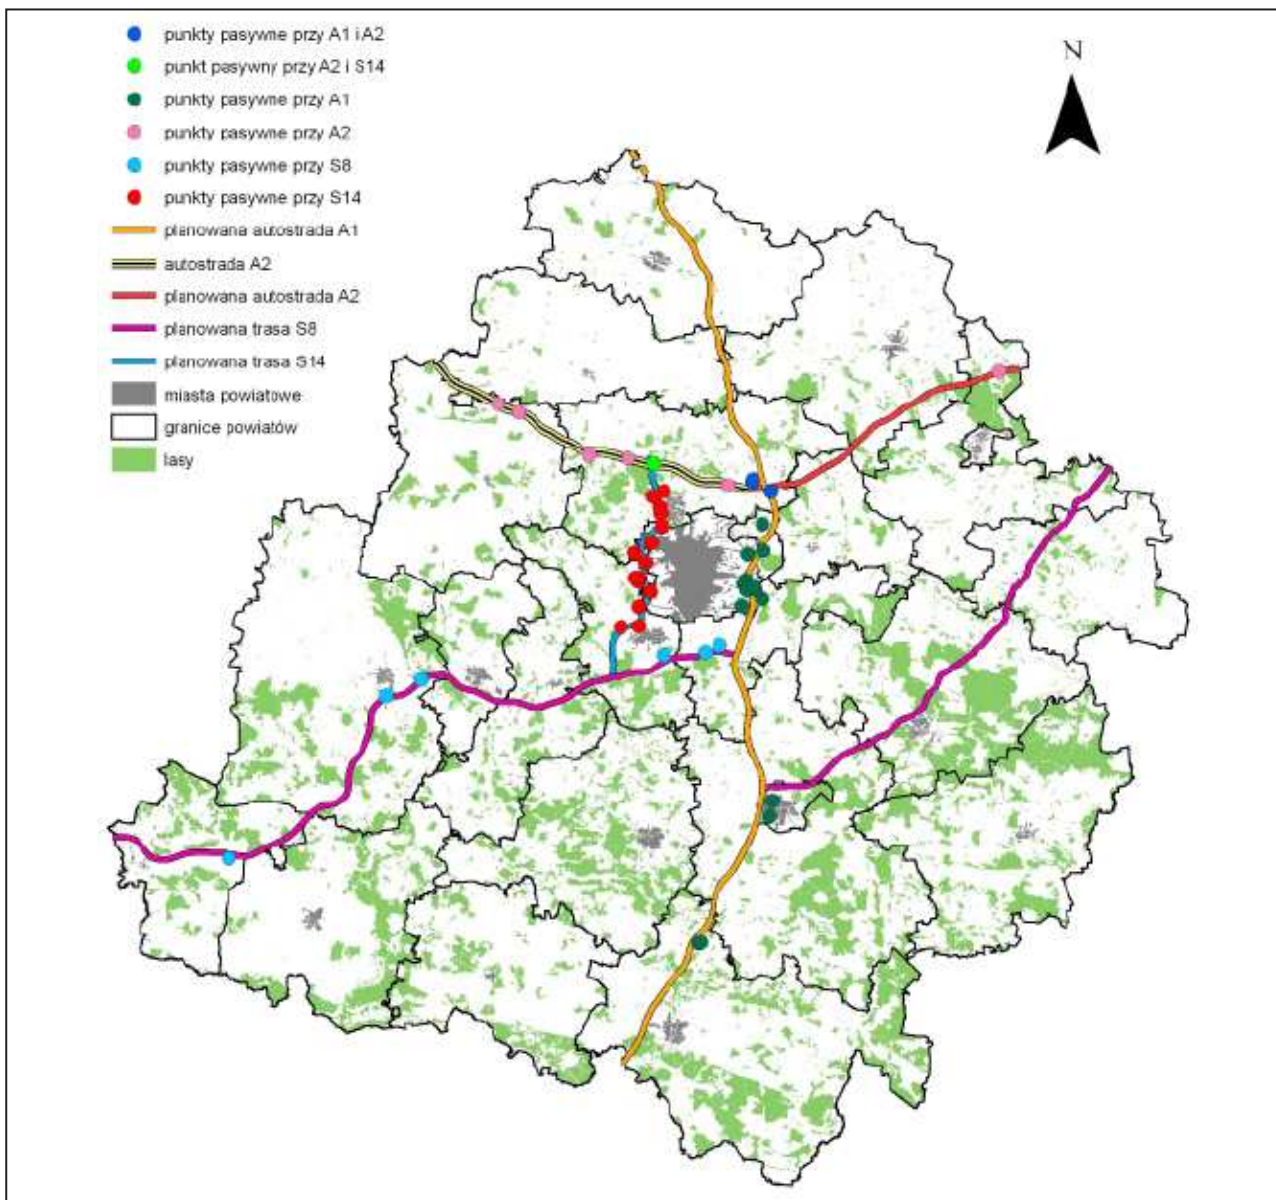 punkty pasywne przy A1 i A2
punkt pasywny przy A2 i S14
punkty pasywne przy A1
punkty pasywne przy A2
punkty pasywne przy S8
punkty pasywne przy S14
planowana autostrada A1
autostrada A2
planowana autostrada A2
planowana trasa S8
planowana trasa S14
miasta powiatowe
granice powiatów
lasy
N